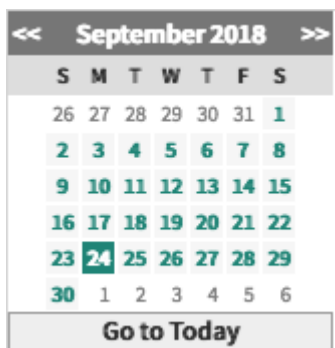 << September 2018 >>
S M T W T F S
26 27 28 29 30 31 1
2 3 4 5 6 7 8
9 10 11 12 13 14 15
16 17 18 19 20 21 22
23 24 25 26 27 28 29
30 1 2 3 4 5 6
Go to Today